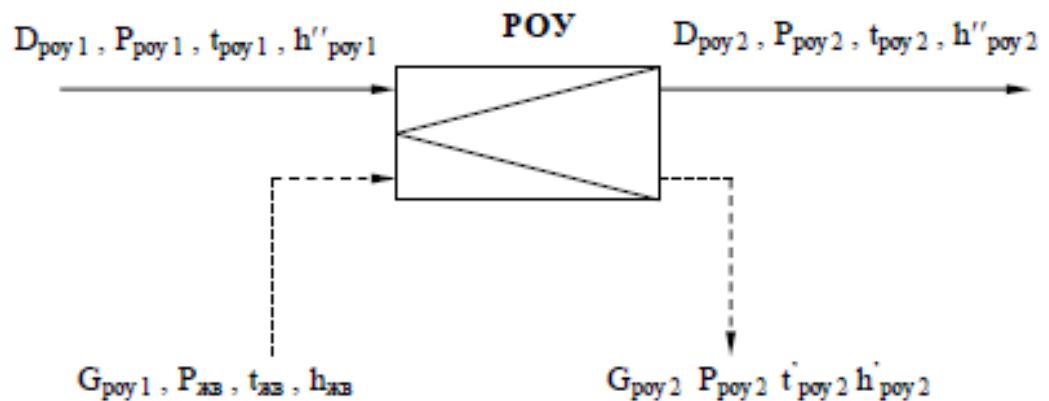 РОУ
Dроу 1 , Pроу 1 , tроу 1 , h''роу 1
Dроу 2 , Pроу 2 , tроу 2 , h''роу 2
Gроу 1 , Pжв , tжв , hжв
Gроу 2 Pроу 2 t'роу 2 h'роу 2